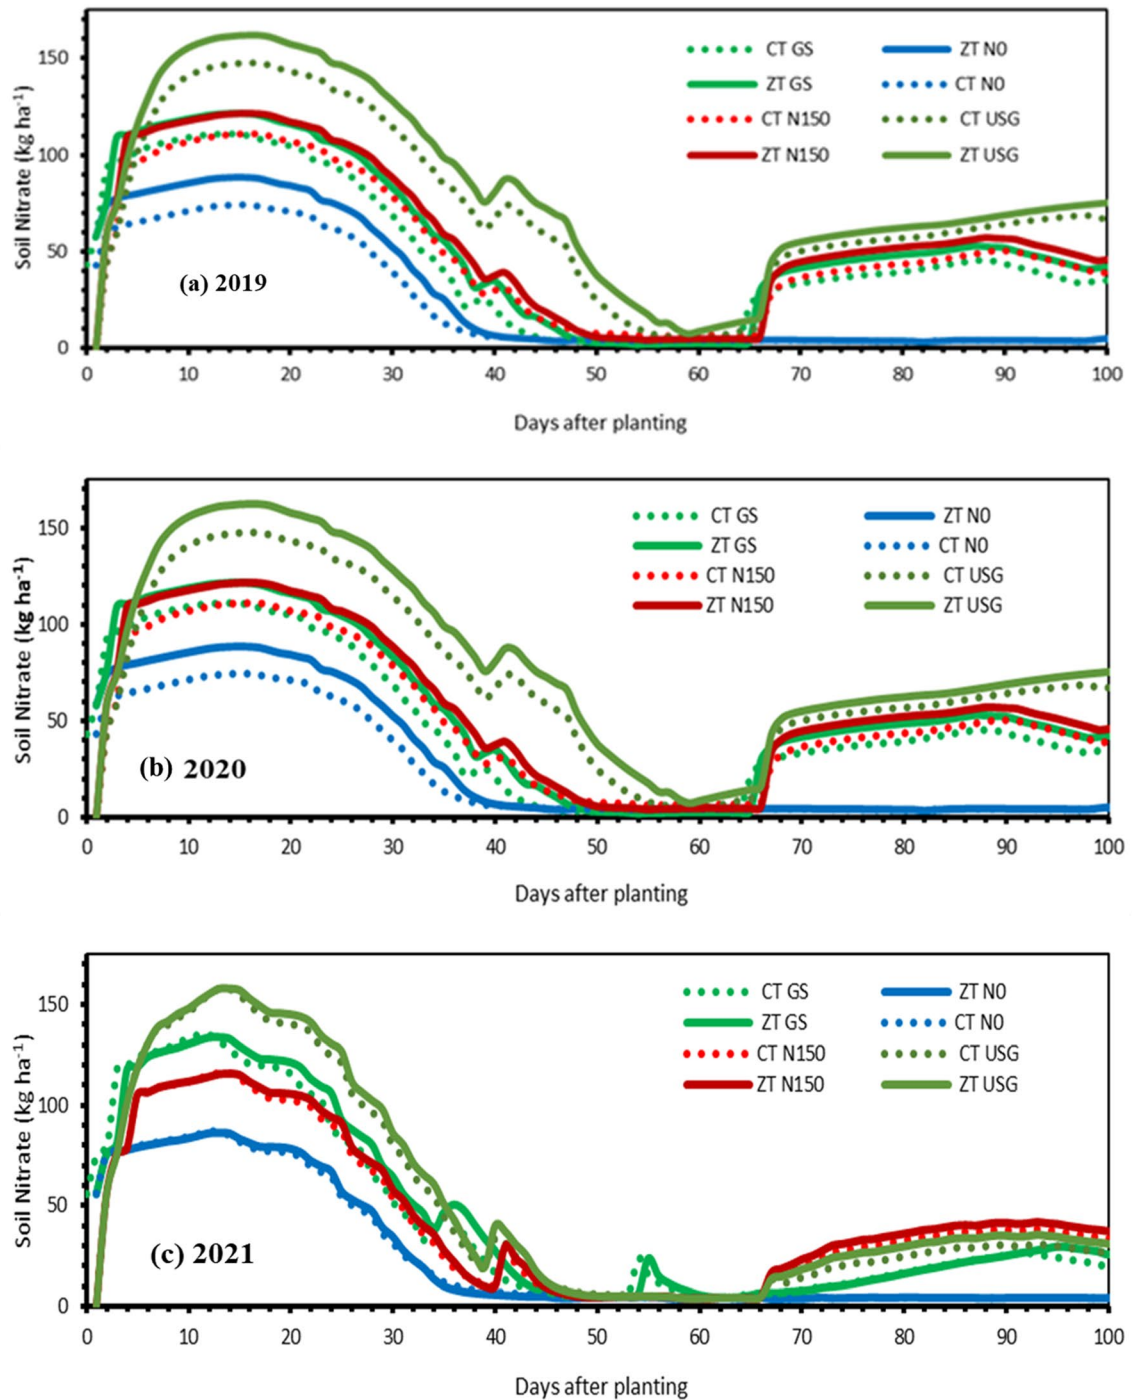 150
100
50
0
Soil Nitrate (kg ha-1)
CT GS ZT N0
ZT GS CT N0
CT N150 CT USG
ZT N150 ZT USG
(a) 2019
0 10 20 30 40 50 60 70 80 90 100
Days after planting
150
100
50
0
Soil Nitrate (kg ha-1)
CT GS ZT N0
ZT GS CT N0
CT N150 CT USG
ZT N150 ZT USG
(b) 2020
0 10 20 30 40 50 60 70 80 90 100
Days after planting
150
100
50
0
Soil Nitrate (kg ha-1)
CT GS ZT N0
ZT GS CT N0
CT N150 CT USG
ZT N150 ZT USG
(c) 2021
0 10 20 30 40 50 60 70 80 90 100
Days after planting